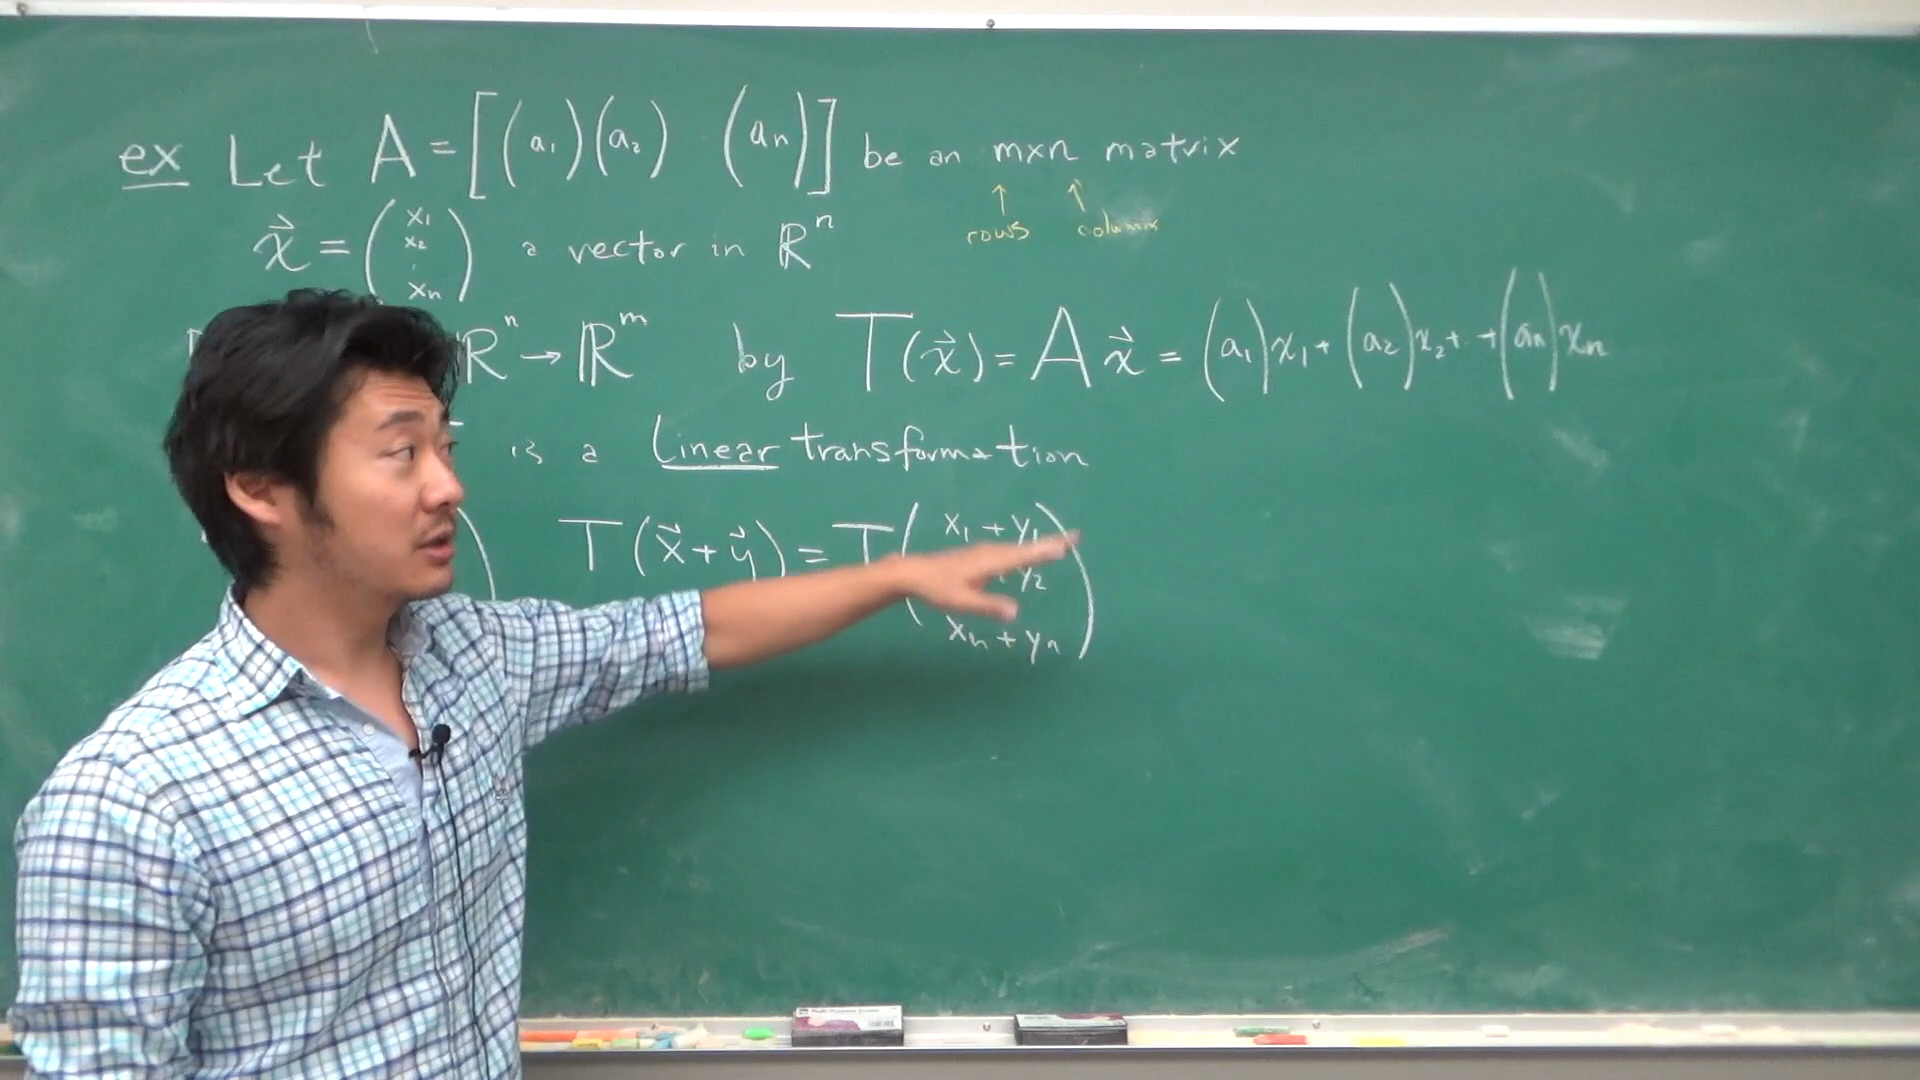 ex Let A = [(a₁)(a₂) · (aₙ)] be an m×n matrix
↑ ↑
rows columns
x⃗ = (x₁ x₂ . xₙ) a vector in ℝⁿ
ℝⁿ → ℝᵐ by T(x⃗) = A x⃗ = (a₁)x₁ + (a₂)x₂ + · + (aₙ)xₙ
is a Linear transformation
T(x⃗ + y⃗) = T(x₁ + y₁
y₂
xₙ + yₙ)